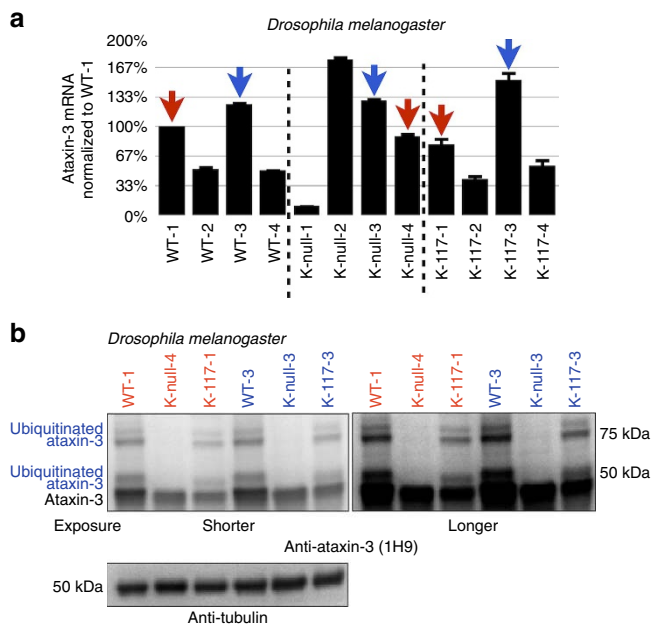 a
Drosophila melanogaster
Ataxin-3 mRNA
normalized to WT-1
200%
167%
133%
100%
67%
33%
0%
WT-1
WT-2
WT-3
WT-4
K-null-1
K-null-2
K-null-3
K-null-4
K-117-1
K-117-2
K-117-3
K-117-4
b
Drosophila melanogaster
WT-1
K-null-4
K-117-1
WT-3
K-null-3
K-117-3
WT-1
K-null-4
K-117-1
WT-3
K-null-3
K-117-3
Ubiquitinated
ataxin-3
75 kDa
Ubiquitinated
ataxin-3
50 kDa
Ataxin-3
Exposure Shorter Longer
Anti-ataxin-3 (1H9)
50 kDa
Anti-tubulin